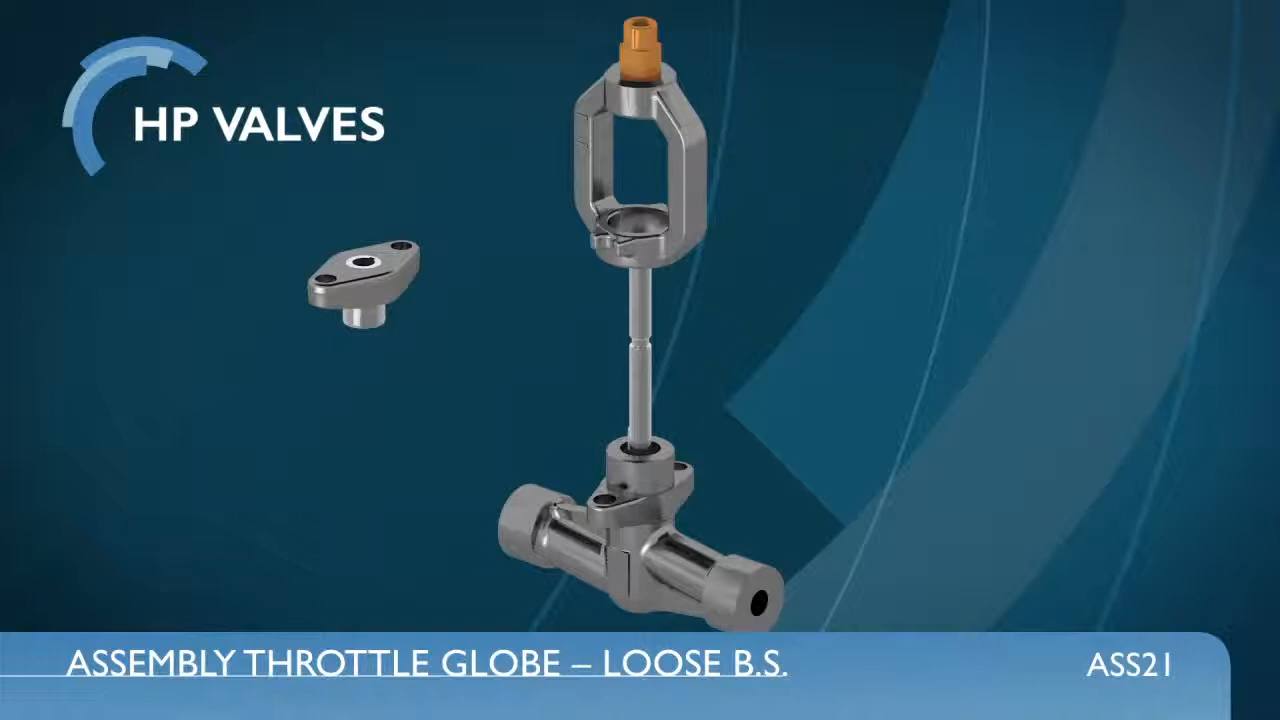 HP VALVES
ASSEMBLY THROTTLE GLOBE – LOOSE B.S.
ASS21